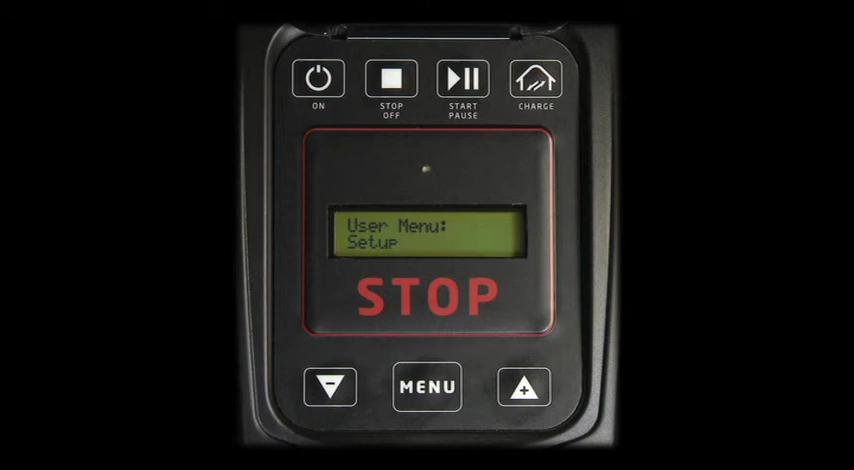 ON
STOP
OFF
START
PAUSE
CHARGE
User Menu:
Setup
STOP
MENU